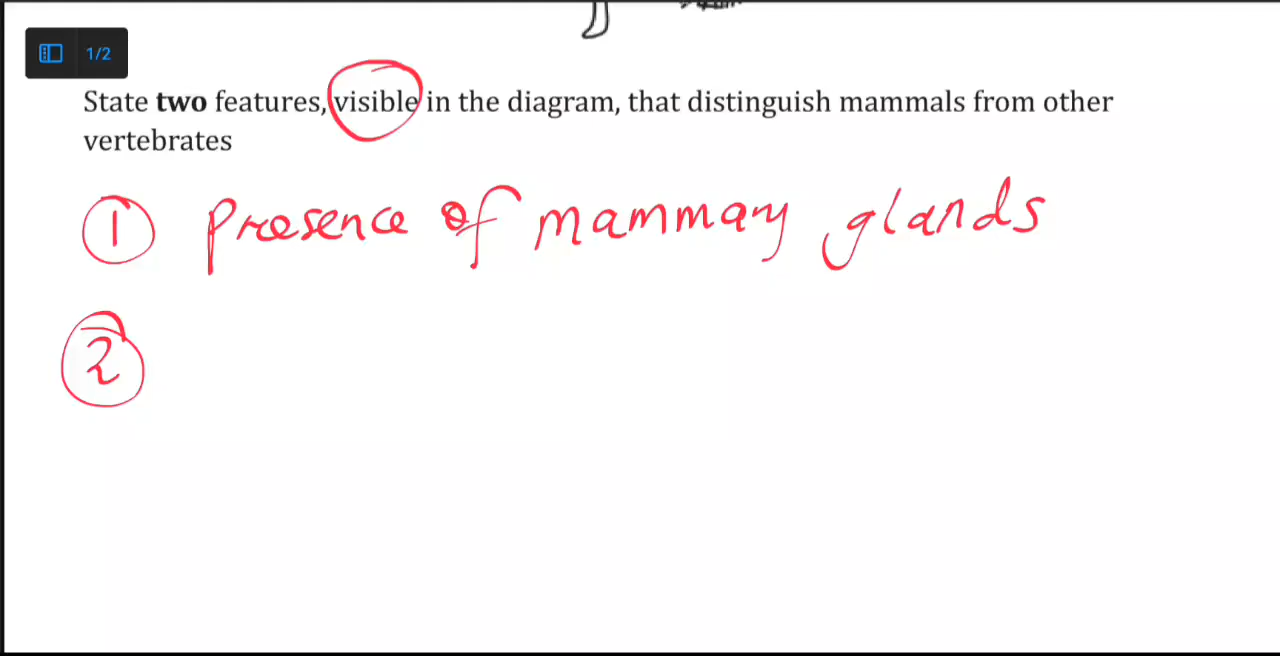 1/2
State two features, visible in the diagram, that distinguish mammals from other
vertebrates
① Presence of mammary glands
②